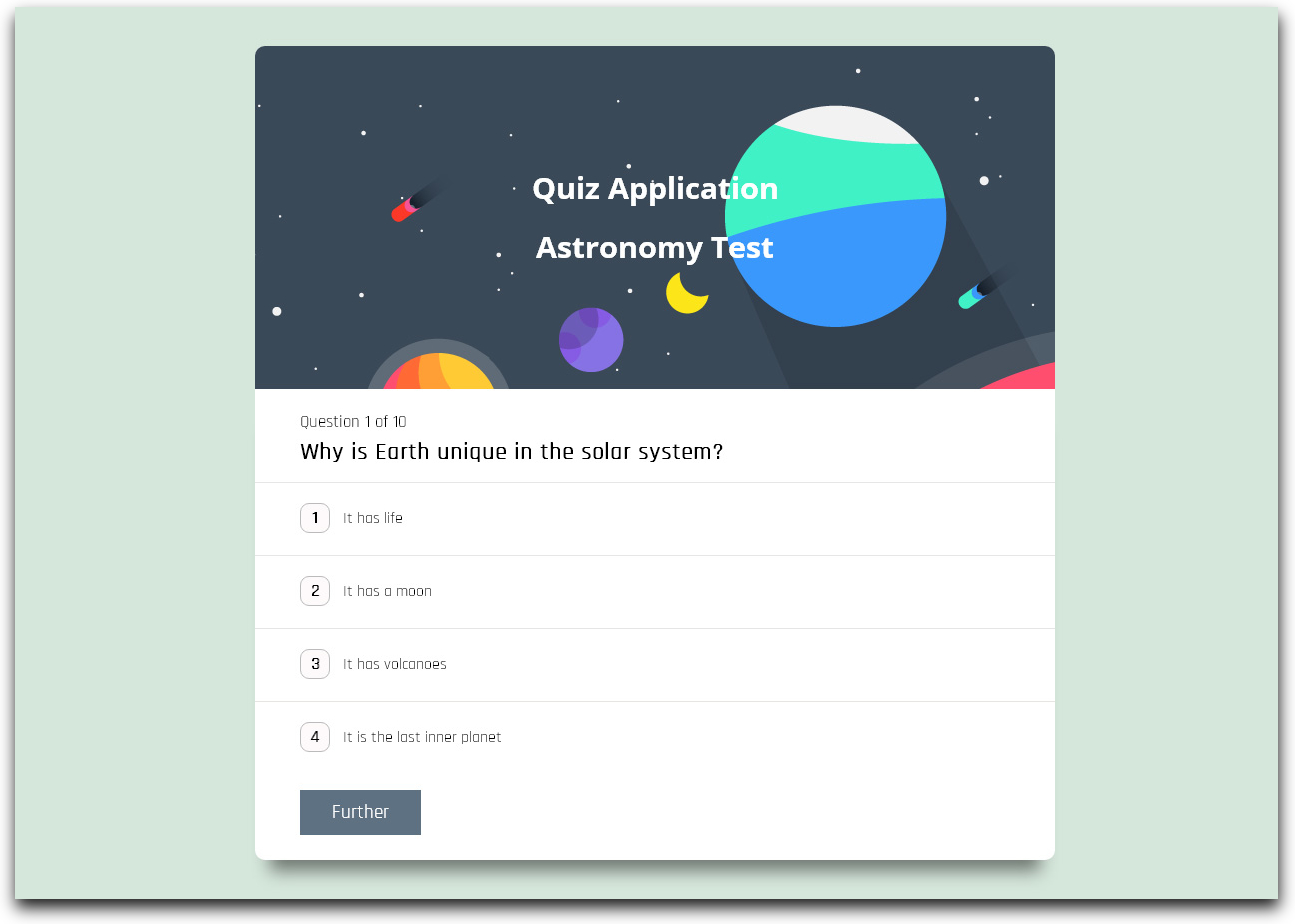 Quiz Application
Astronomy Test
Question 1 of 10
Why is Earth unique in the solar system?
1 It has life
2 It has a moon
3 It has volcanoes
4 It is the last inner planet
Further